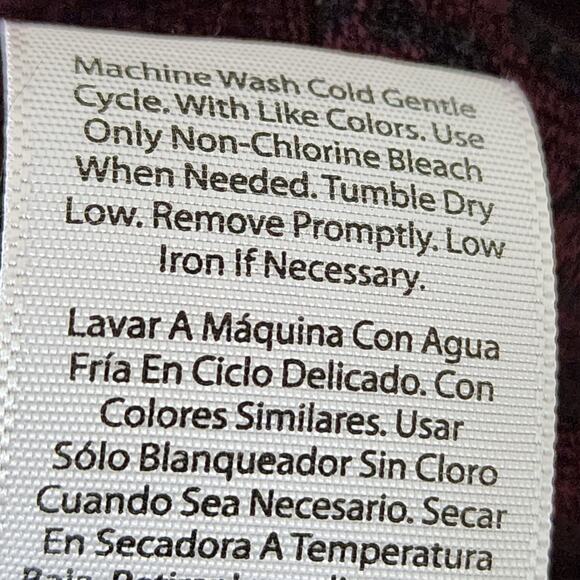 Machine Wash Cold Gentle
Cycle. With Like Colors. Use
Only Non-Chlorine Bleach
When Needed. Tumble Dry
Low. Remove Promptly. Low
Iron If Necessary.
Lavar A Máquina Con Agua
Fría En Ciclo Delicado. Con
Colores Similares. Usar
Sólo Blanqueador Sin Cloro
Cuando Sea Necesario. Secar
En Secadora A Temperatura